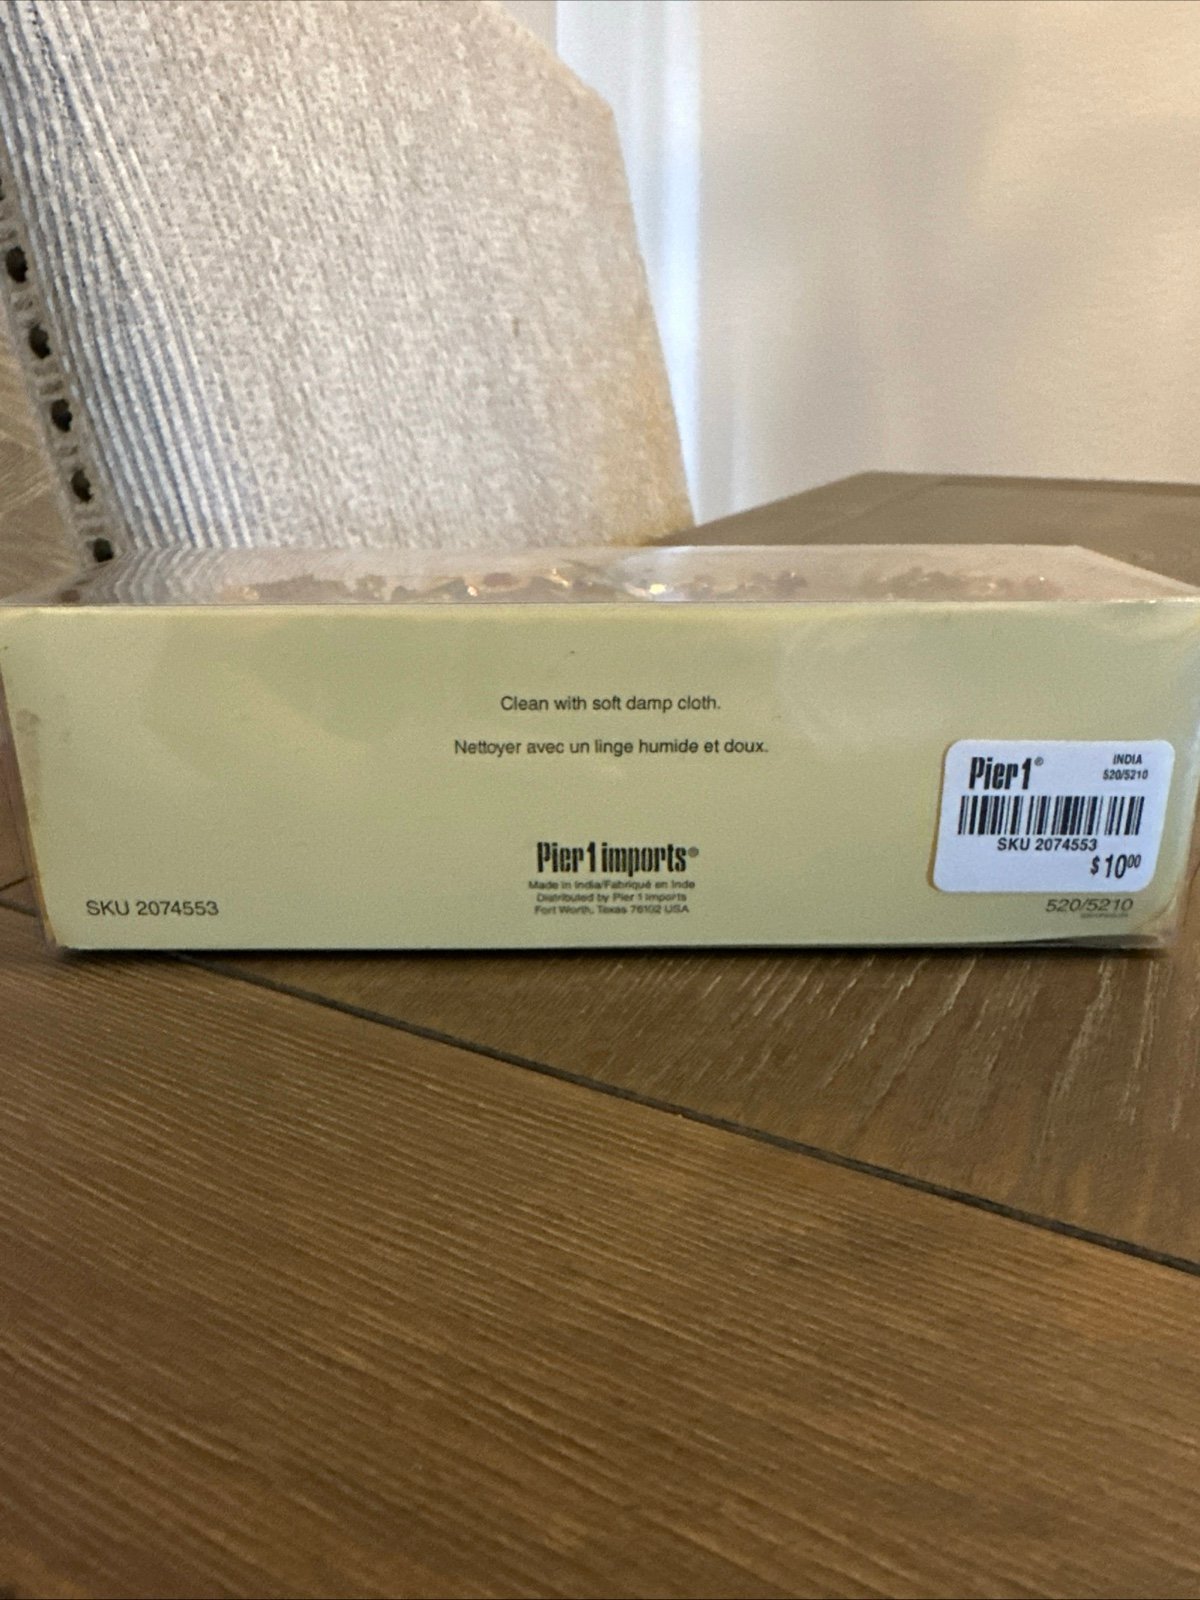 Clean with soft damp cloth.
Nettoyer avec un linge humide et doux.
Pier 1 imports®
Made in India/Fabriqué en Inde
Distributed by Pier 1 Imports
Fort Worth, Texas 76102 USA
SKU 2074553
Pier 1®
INDIA
520/5210
SKU 2074553
$10⁰⁰
520/5210